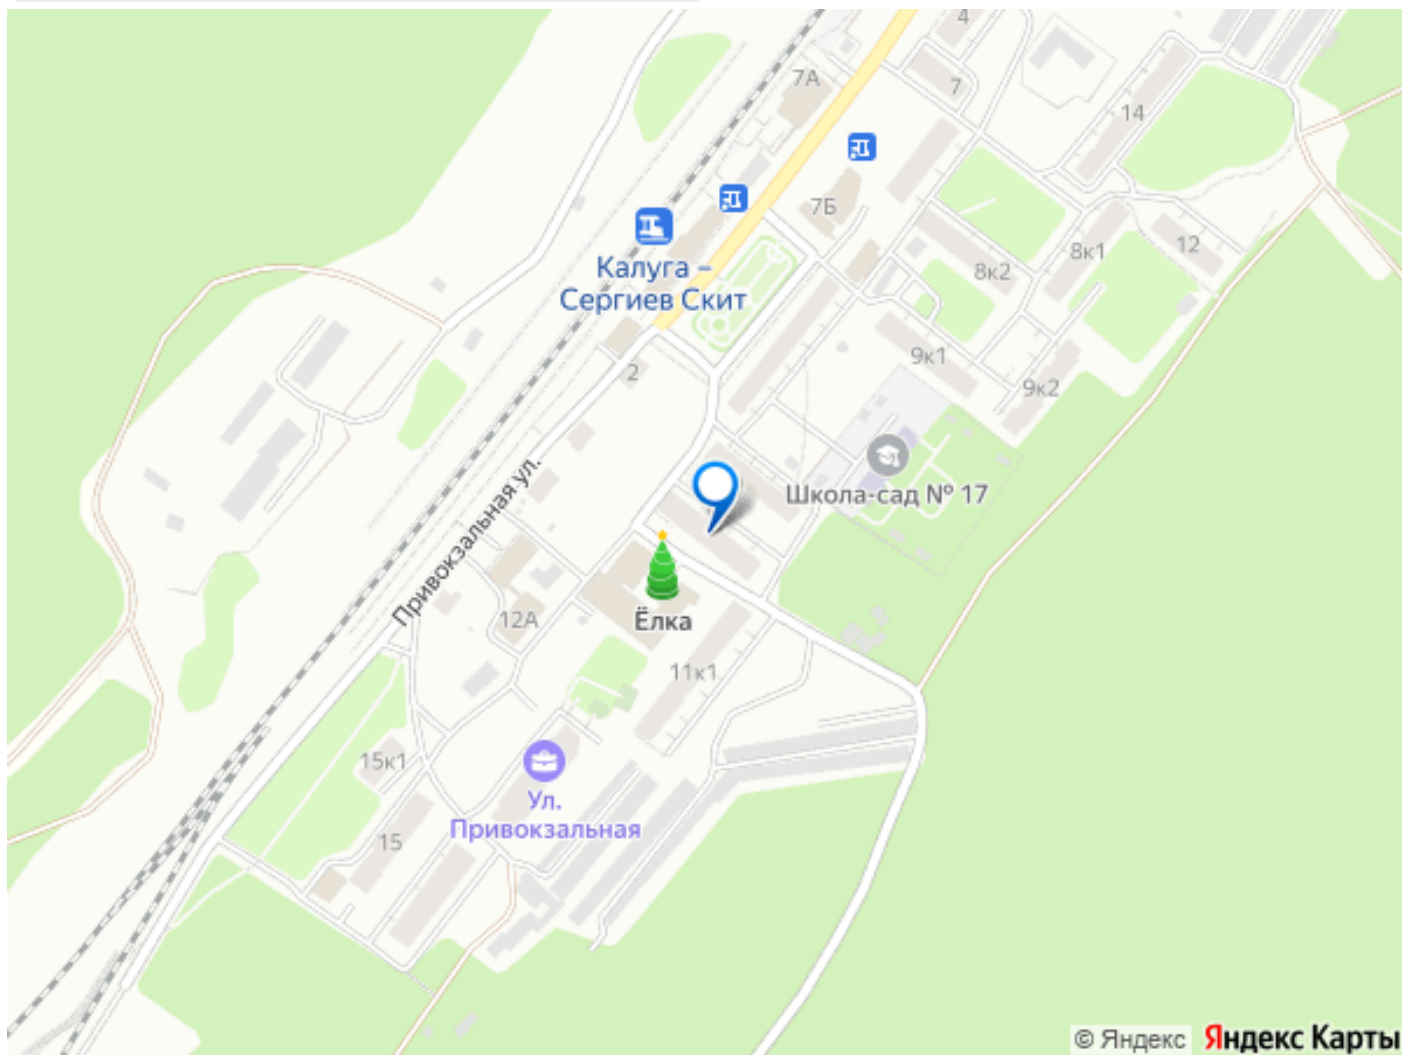 4
7А
7
14
7Б
Калуга –
Сергиев Скит
8к2
8к1
12
9к1
9к2
2
Школа-сад № 17
Привокзальная ул.
12А
Ёлка
11к1
15к1
Ул.
Привокзальная
15
© Яндекс Яндекс Карты